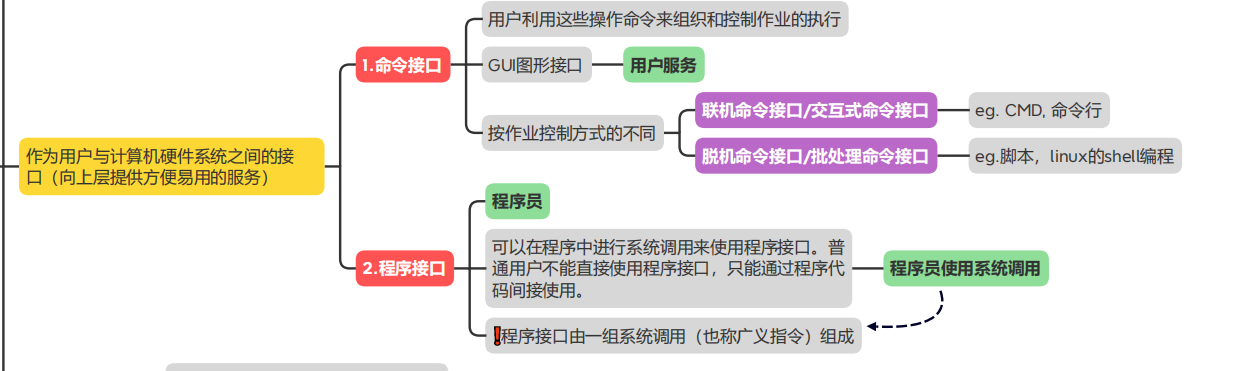 用户利用这些操作命令来组织和控制作业的执行
1.命令接口
GUI图形接口
用户服务
按作业控制方式的不同
联机命令接口/交互式命令接口
eg. CMD, 命令行
脱机命令接口/批处理命令接口
eg.脚本，linux的shell编程
作为用户与计算机硬件系统之间的接
口（向上层提供方便易用的服务）
2.程序接口
程序员
可以在程序中进行系统调用来使用程序接口。普
通用户不能直接使用程序接口，只能通过程序代
码间接使用。
程序员使用系统调用
❗程序接口由一组系统调用（也称广义指令）组成